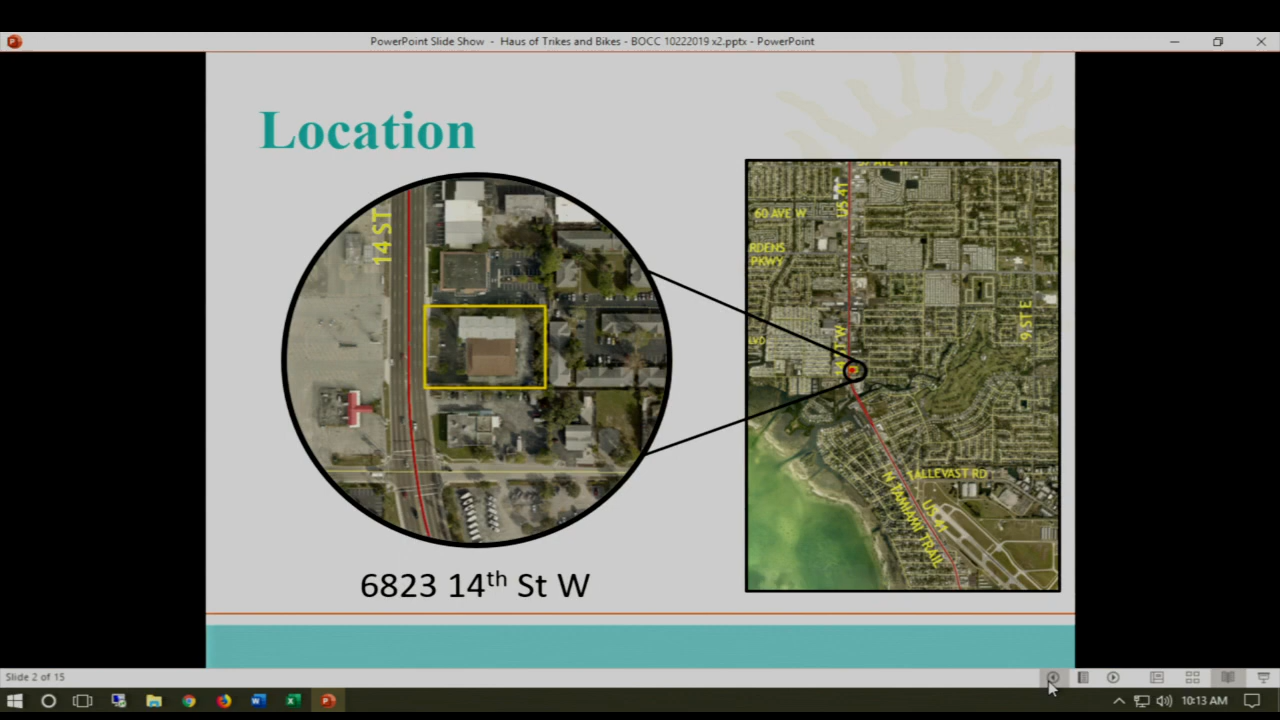 PowerPoint Slide Show - Haus of Trikes and Bikes - BOCC 10222019 x2.pptx - PowerPoint
Location
14 ST
6823 14th St W
US 41
60 AVE W
RDENS
PKWY
9 ST E
LVD
TALLEVAST RD
N TAMIAMI TRAIL
US 41
Slide 2 of 15
10:13 AM